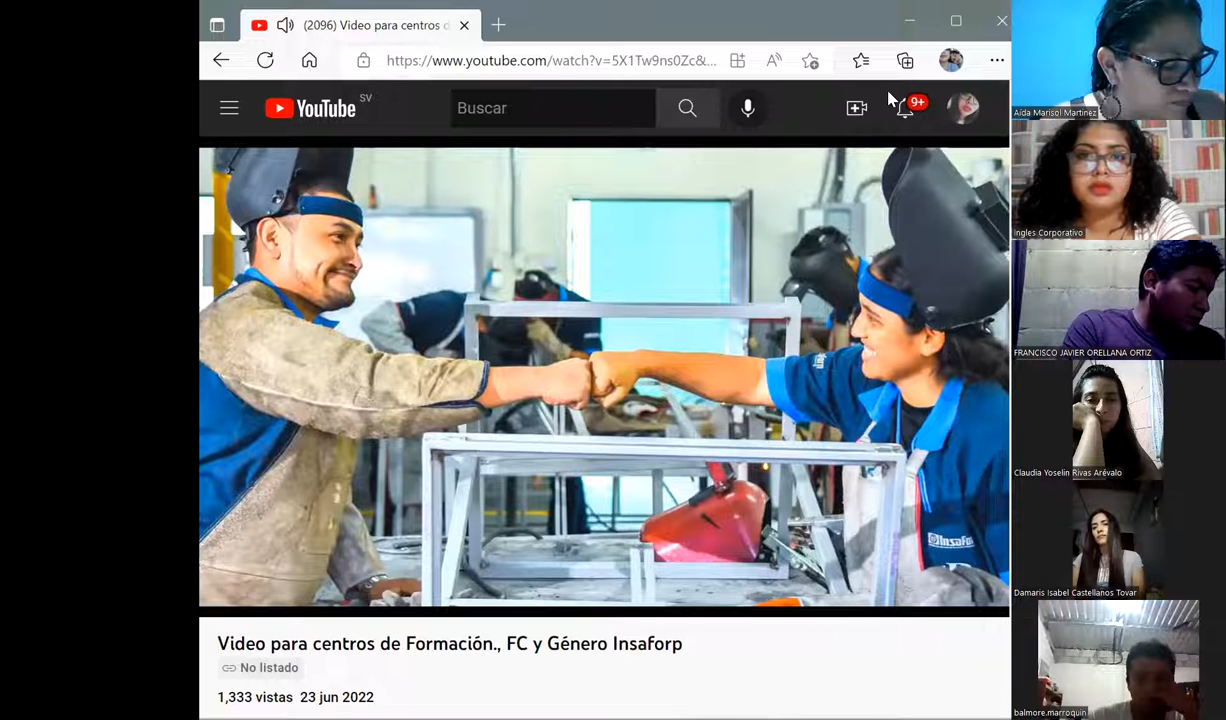 (2096) Video para centros d
https://www.youtube.com/watch?v=5X1Tw9ns0Zc&...
YouTube SV
Buscar
9+
Insafor
Video para centros de Formación., FC y Género Insaforp
No listado
1,333 vistas 23 jun 2022
Aída Marisol Martinez
Ingles Corporativo
FRANCISCO JAVIER ORELLANA ORTIZ
Claudia Yoselin Rivas Arévalo
Damaris Isabel Castellanos Tovar
balmore.marroquin